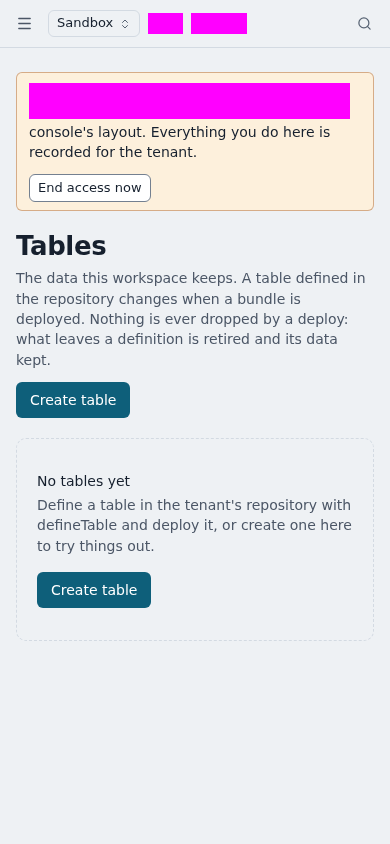 Sandbox
console's layout. Everything you do here is
recorded for the tenant.
End access now
Tables
The data this workspace keeps. A table defined in
the repository changes when a bundle is
deployed. Nothing is ever dropped by a deploy:
what leaves a definition is retired and its data
kept.
Create table
No tables yet
Define a table in the tenant's repository with
defineTable and deploy it, or create one here
to try things out.
Create table